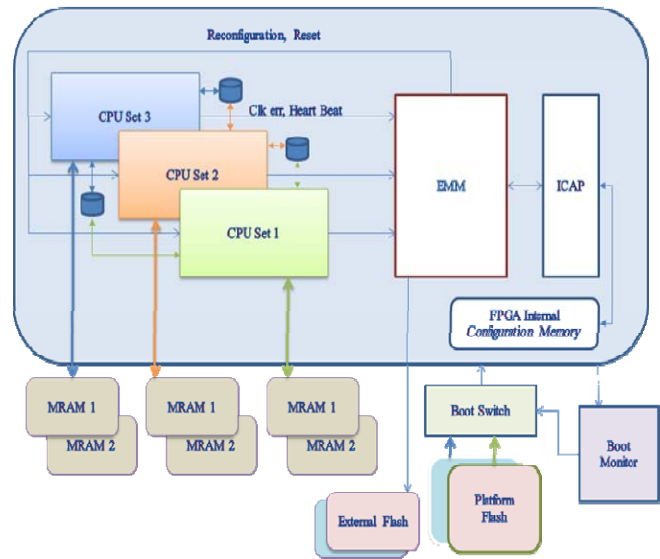 Reconfiguration, Reset
CPU Set 3
Clk err, Heart Beat
CPU Set 2
CPU Set 1
EMM
ICAP
FPGA Internal
Configuration Memory
MRAM 1
MRAM 2
MRAM 1
MRAM 2
MRAM 1
MRAM 2
Boot Switch
Boot
Monitor
External Flash
Platform
Flash